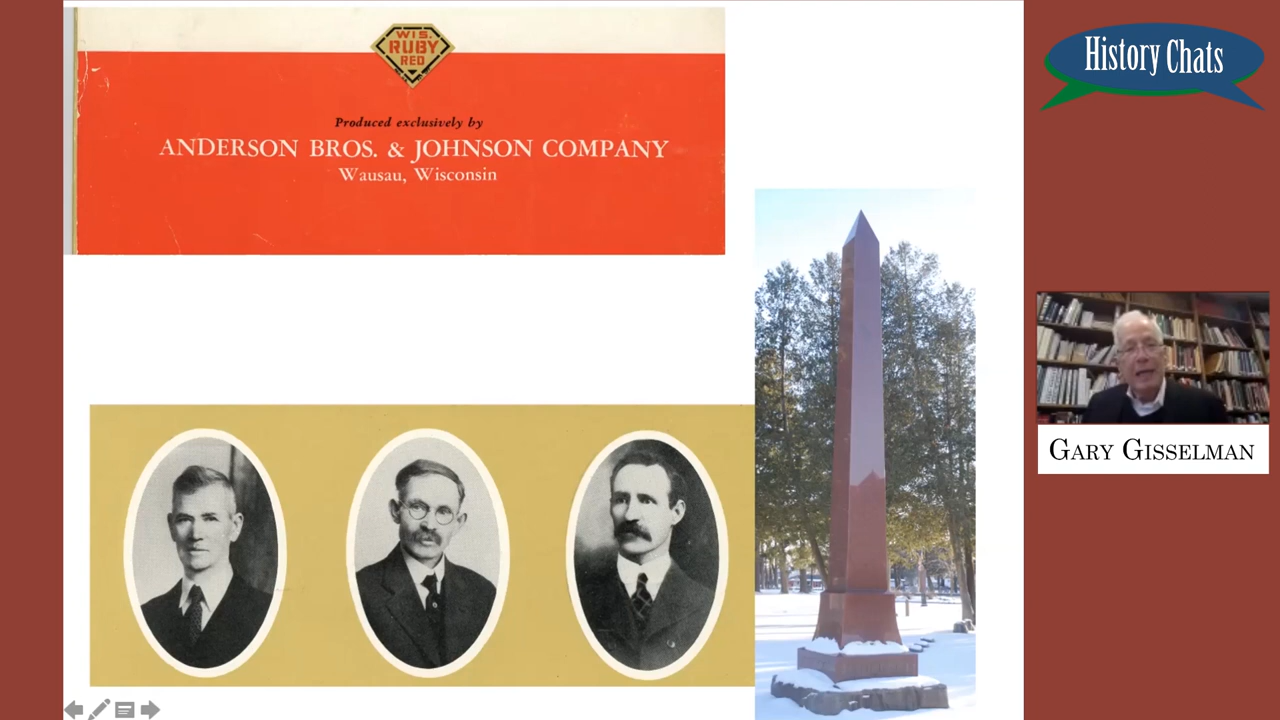 WIS.
RUBY
RED
Produced exclusively by
ANDERSON BROS. & JOHNSON COMPANY
Wausau, Wisconsin
History Chats
GARY GISSELMAN